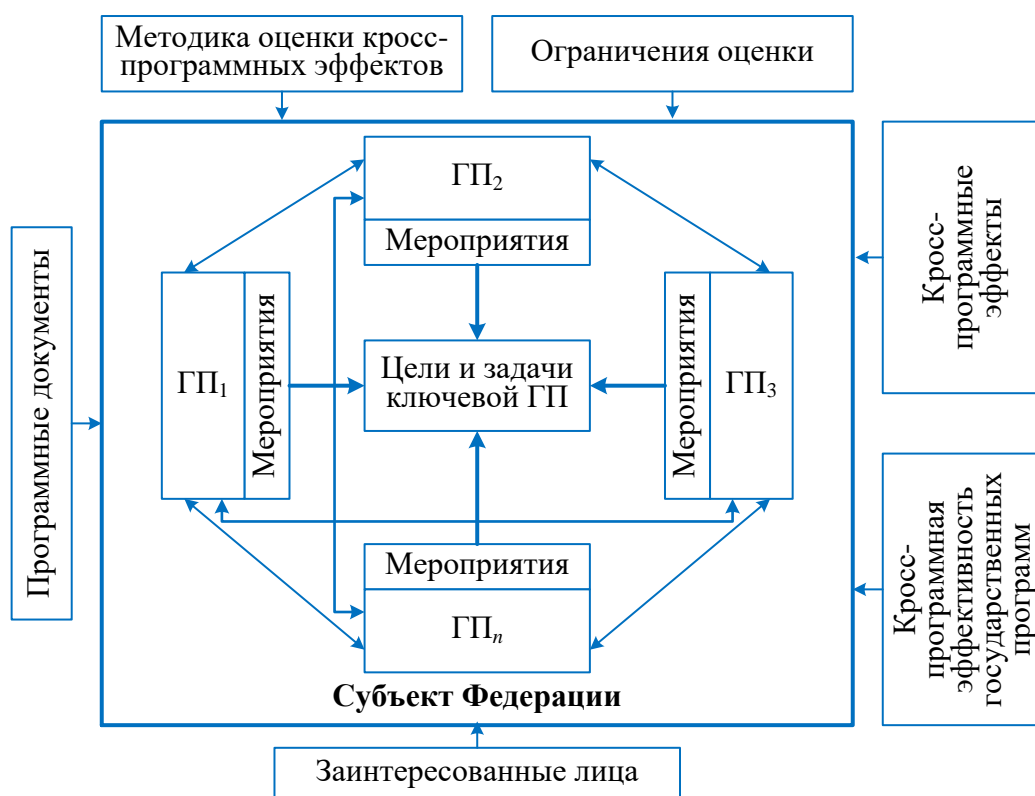 Методика оценки кросс-
программных эффектов
Ограничения оценки
Программные документы
ГП2
Мероприятия
ГП1
Мероприятия
Цели и задачи
ключевой ГП
Мероприятия
ГП3
Мероприятия
ГПn
Субъект Федерации
Кросс-
программные
эффекты
Кросс-
программная
эффективность
государственных
программ
Заинтересованные лица